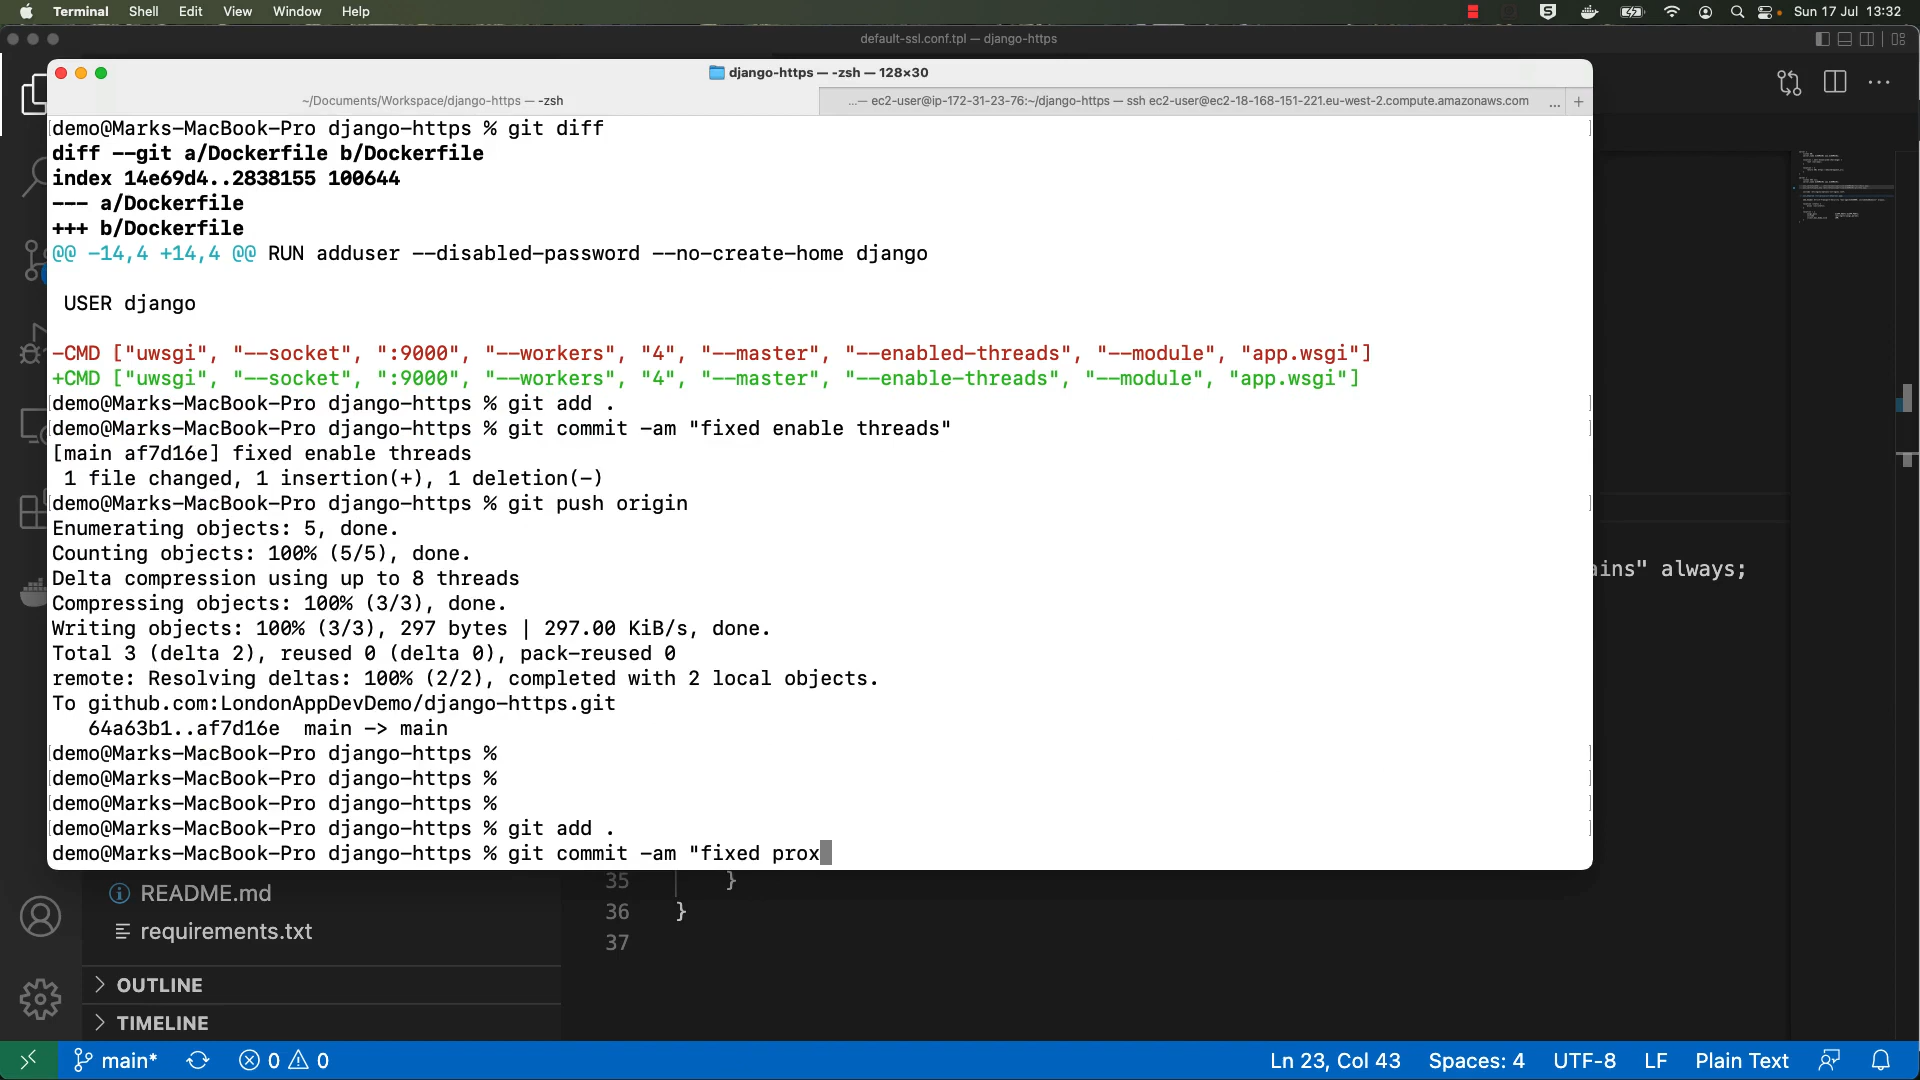 Terminal Shell Edit View Window Help Sun 17 Jul 13:32
default-ssl.conf.tpl — django-https
django-https — -zsh — 128×30
~/Documents/Workspace/django-https — -zsh
...— ec2-user@ip-172-31-23-76:~/django-https — ssh ec2-user@ec2-18-168-151-221.eu-west-2.compute.amazonaws.com ... +
demo@Marks-MacBook-Pro django-https % git diff
diff --git a/Dockerfile b/Dockerfile
index 14e69d4..2838155 100644
--- a/Dockerfile
+++ b/Dockerfile
@@ -14,4 +14,4 @@ RUN adduser --disabled-password --no-create-home django
USER django
-CMD ["uwsgi", "--socket", ":9000", "--workers", "4", "--master", "--enabled-threads", "--module", "app.wsgi"]
+CMD ["uwsgi", "--socket", ":9000", "--workers", "4", "--master", "--enable-threads", "--module", "app.wsgi"]
demo@Marks-MacBook-Pro django-https % git add .
demo@Marks-MacBook-Pro django-https % git commit -am "fixed enable threads"
[main af7d16e] fixed enable threads
1 file changed, 1 insertion(+), 1 deletion(-)
demo@Marks-MacBook-Pro django-https % git push origin
Enumerating objects: 5, done.
Counting objects: 100% (5/5), done.
Delta compression using up to 8 threads
Compressing objects: 100% (3/3), done.
ains" always;
Writing objects: 100% (3/3), 297 bytes | 297.00 KiB/s, done.
Total 3 (delta 2), reused 0 (delta 0), pack-reused 0
remote: Resolving deltas: 100% (2/2), completed with 2 local objects.
To github.com:LondonAppDevDemo/django-https.git
64a63b1..af7d16e main -> main
demo@Marks-MacBook-Pro django-https %
demo@Marks-MacBook-Pro django-https %
demo@Marks-MacBook-Pro django-https %
demo@Marks-MacBook-Pro django-https % git add .
demo@Marks-MacBook-Pro django-https % git commit -am "fixed prox
35 }
README.md
36 }
requirements.txt
37
OUTLINE
TIMELINE
main* 0 0 Ln 23, Col 43 Spaces: 4 UTF-8 LF Plain Text